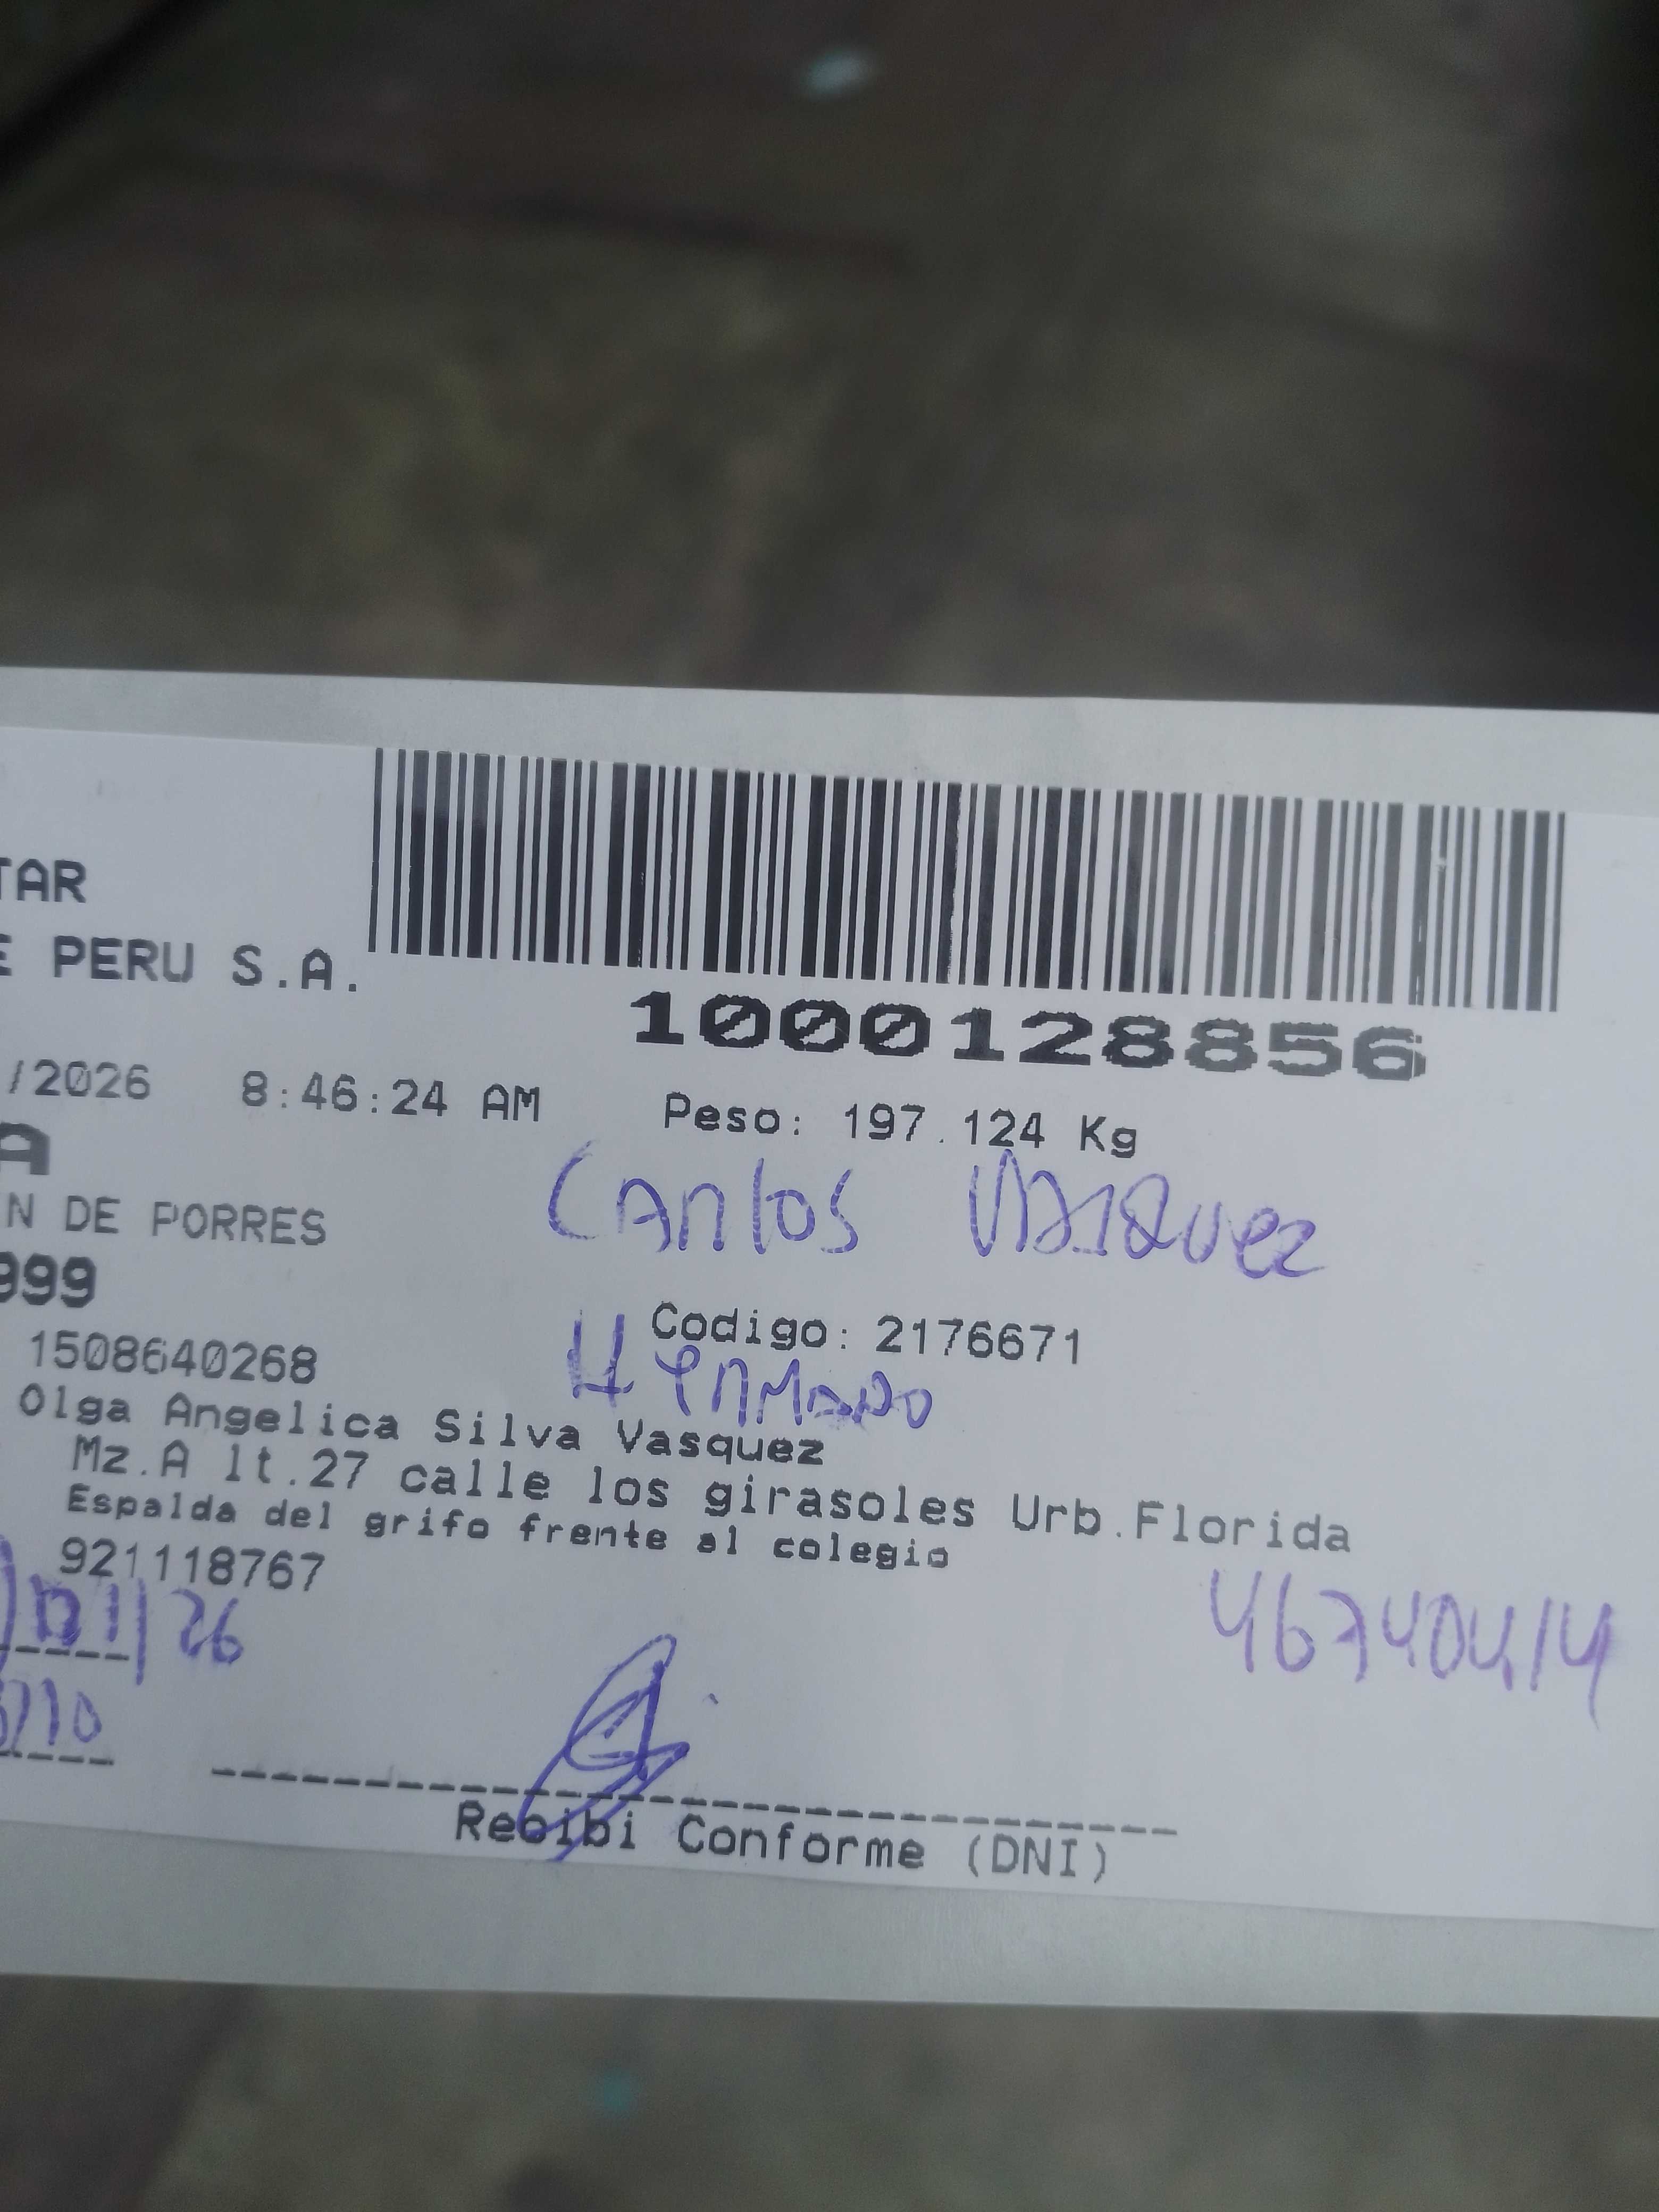 TAR
E PERU S.A.
1000128856
/2026 8:46:24 AM Peso: 197.124 Kg
A
CARlos VASQuez
N DE PORRES
999
Codigo: 2176671
1508640268
HeRMANO
Olga Angelica Silva Vasquez
Mz.A lt.27 calle los girasoles Urb.Florida
Espalda del grifo frente al colegio
921118767
26
46740414
10
Recibi Conforme (DNI)